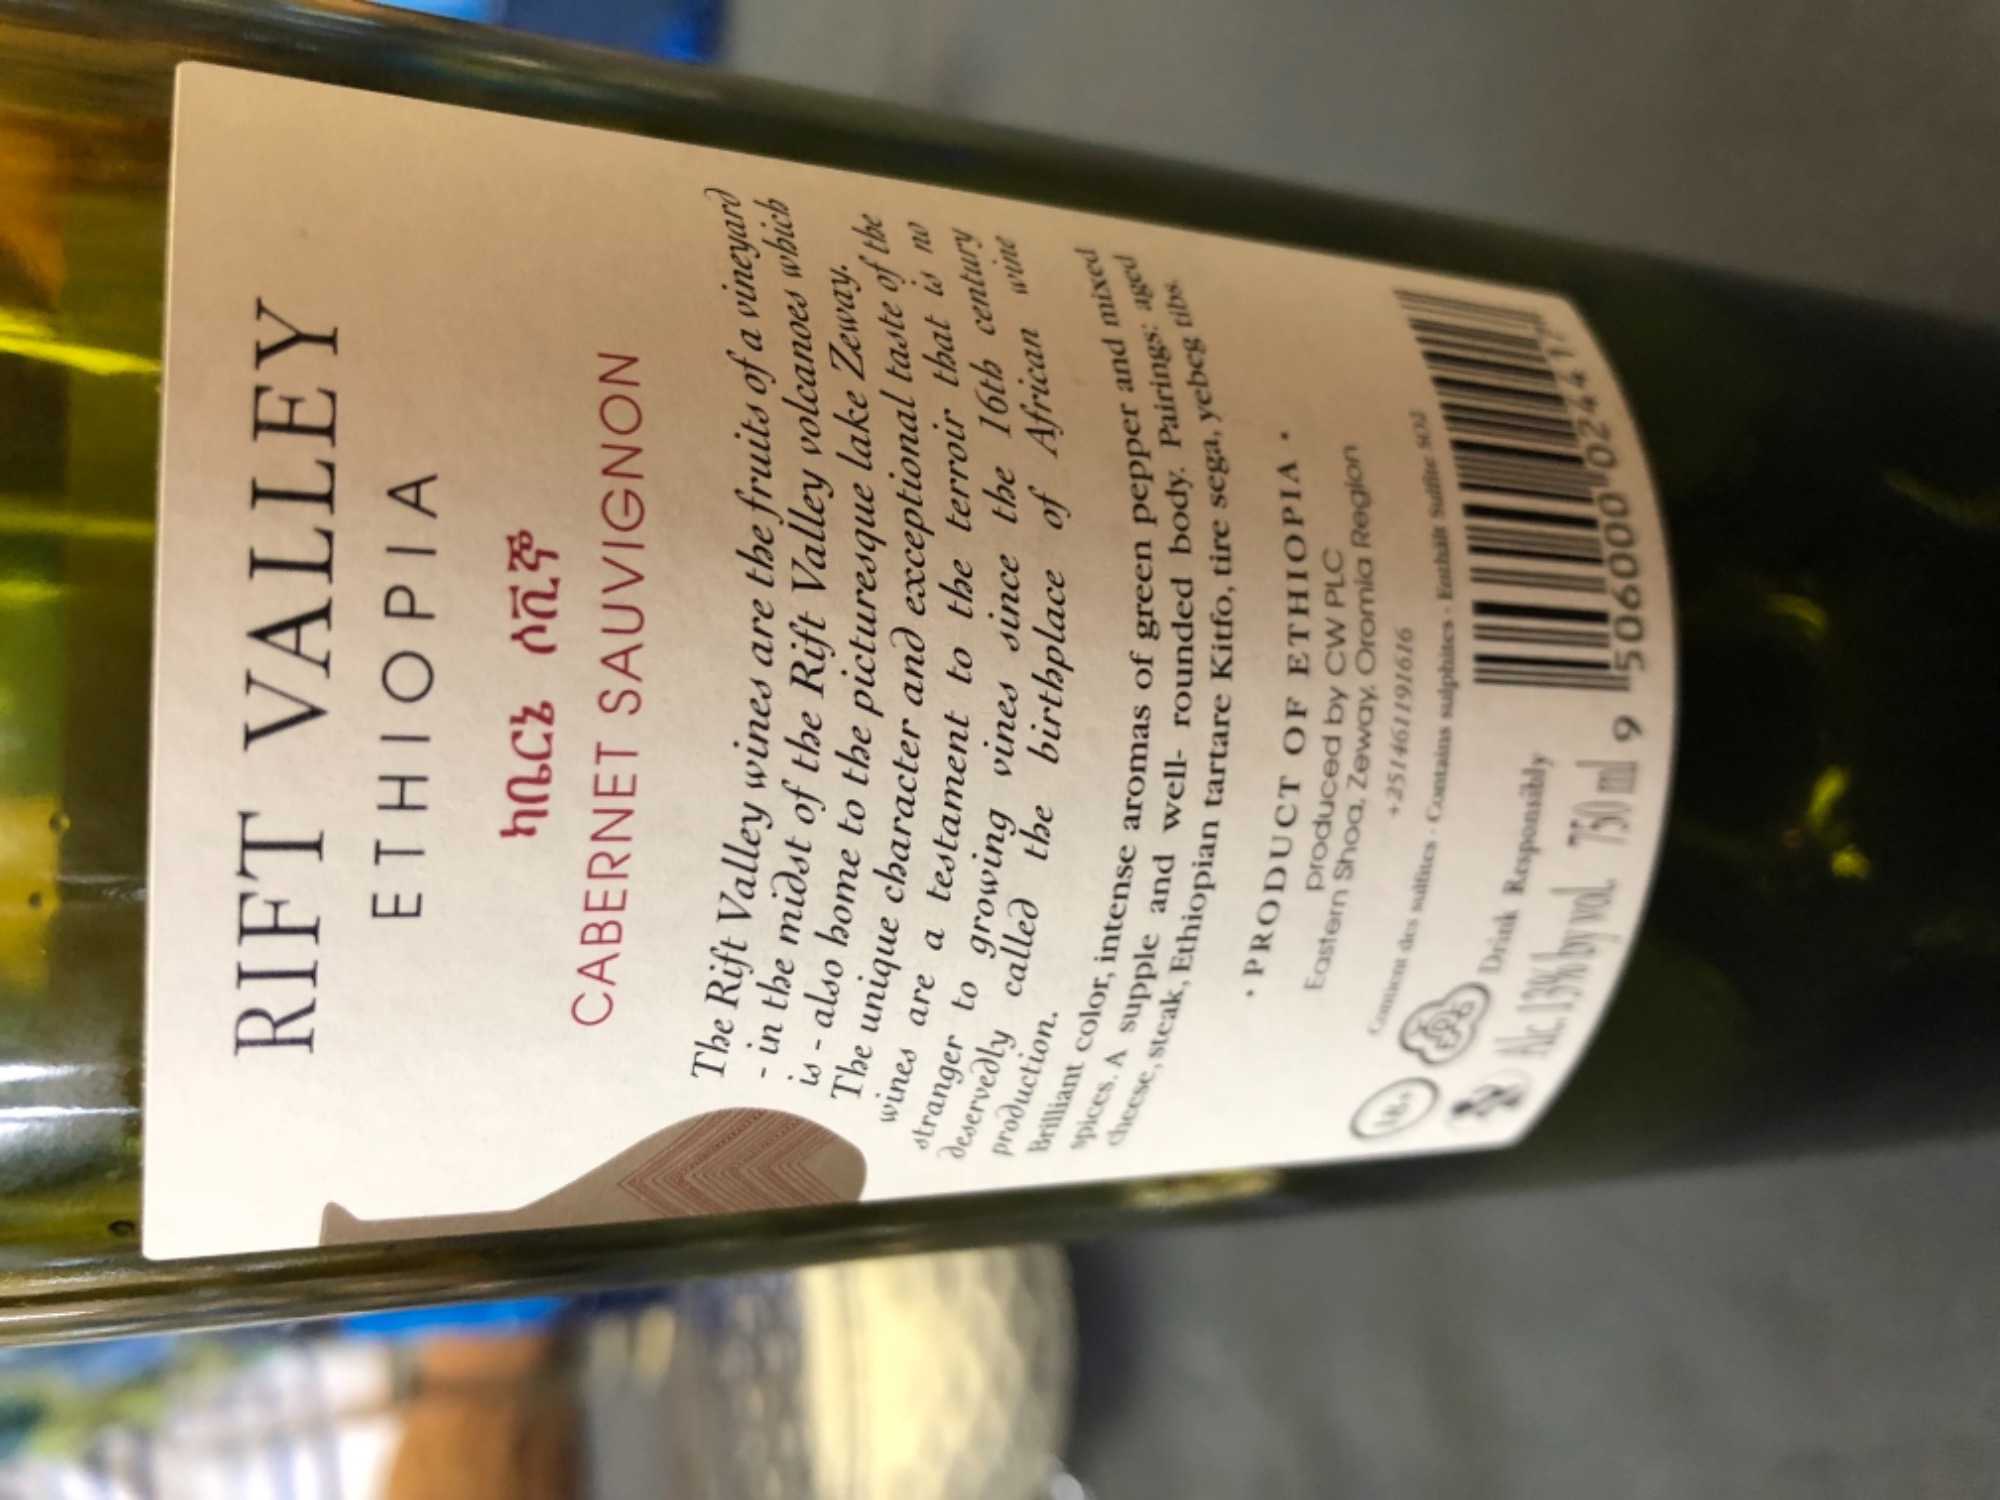 RIFT VALLEY
ETHIOPIA
ካቤርኔ ሶቪኞ
CABERNET SAUVIGNON
The Rift Valley wines are the fruits of a vineyard
- in the midst of the Rift Valley volcanoes which
is - also home to the picturesque lake Zeway.
The unique character and exceptional taste of the
wines are a testament to the terroir that is no
stranger to growing vines since the 16th century
deservedly called the birthplace of African wine
production.
Brilliant color, intense aromas of green pepper and mixed
spices. A supple and well- rounded body. Pairings: aged
cheese, steak, Ethiopian tartare Kitfo, tire sega, yebeg tibs.
• PRODUCT OF ETHIOPIA •
produced by CW PLC
Eastern Shoa, Zeway, Oromia Region
+251461191616
Contient des sulfites - Contains sulphites - Enthält Sulfite SO2
18+
Drink Responsibly
Alc. 13% by vol. 750 ml
9 506000 024417